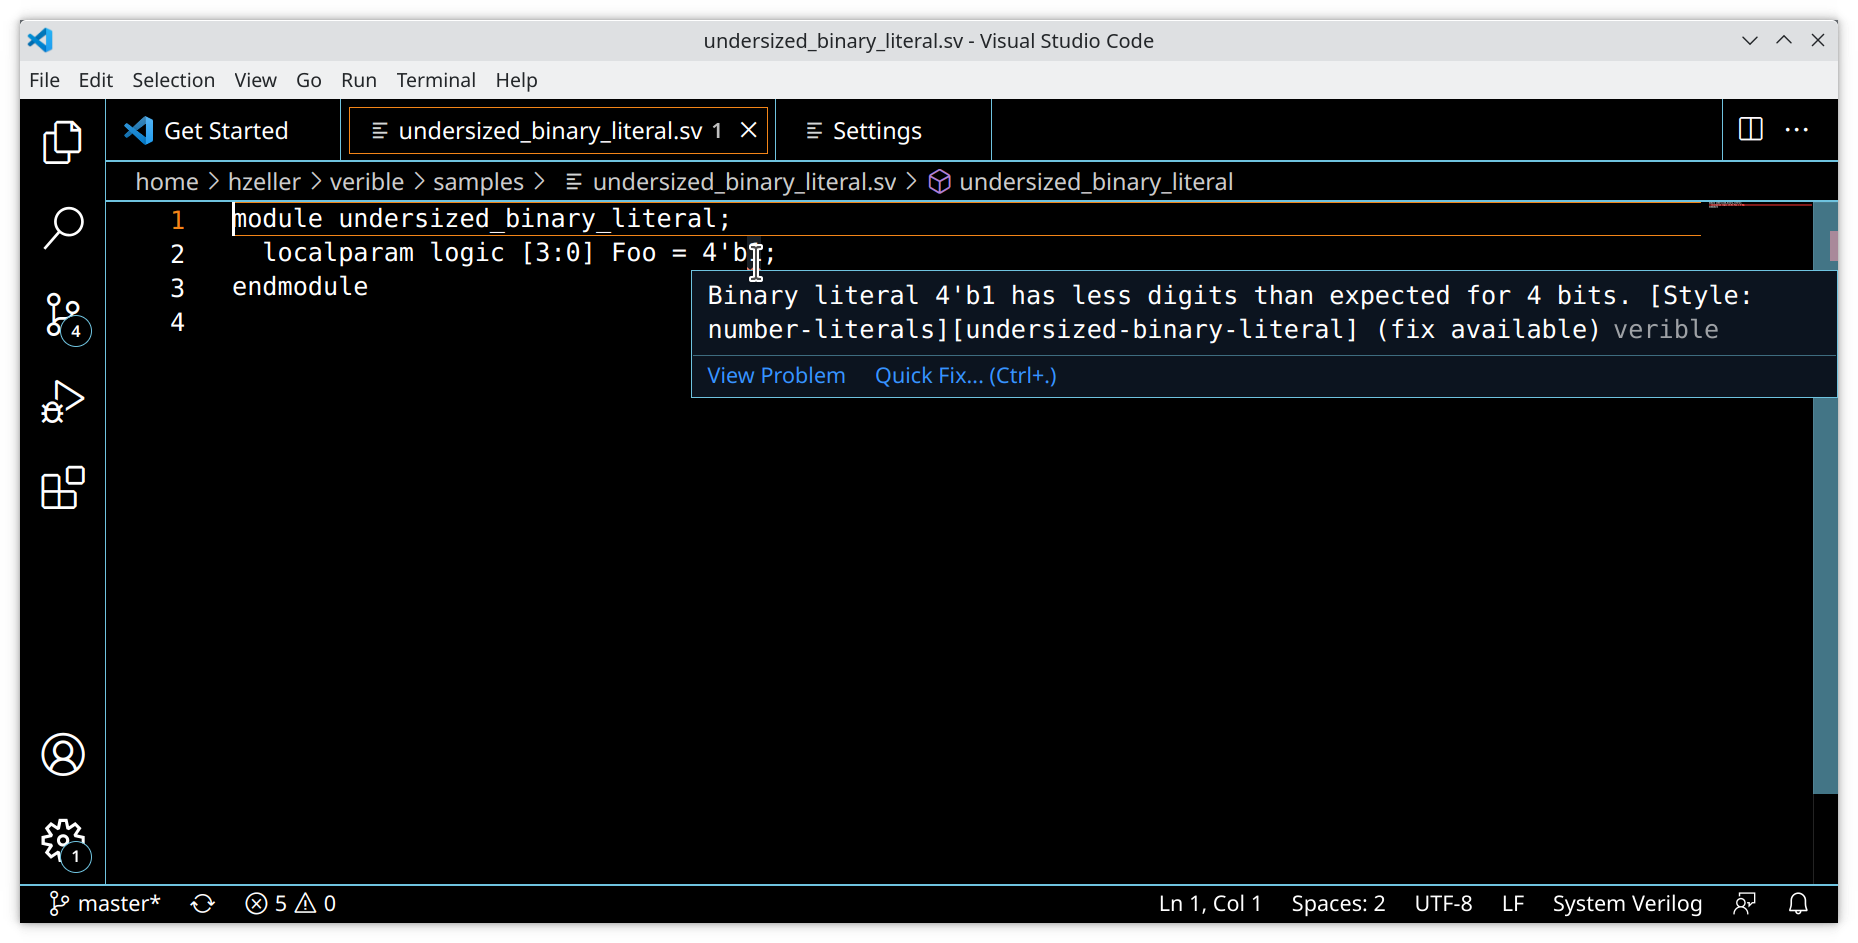 undersized_binary_literal.sv - Visual Studio Code
File Edit Selection View Go Run Terminal Help
Get Started undersized_binary_literal.sv 1 Settings
home > hzeller > verible > samples > undersized_binary_literal.sv > undersized_binary_literal
1 module undersized_binary_literal;
2 localparam logic [3:0] Foo = 4'b1;
3 endmodule
4
Binary literal 4'b1 has less digits than expected for 4 bits. [Style:
number-literals][undersized-binary-literal] (fix available) verible
View Problem Quick Fix... (Ctrl+.)
4
1
master* 5 0 Ln 1, Col 1 Spaces: 2 UTF-8 LF System Verilog